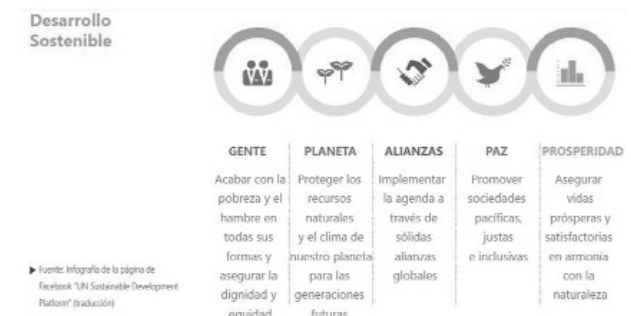 Desarrollo
Sostenible
GENTE
Acabar con la
pobreza y el
hambre en
todas sus
formas y
asegurar la
dignidad y
equidad
PLANETA
Proteger los
recursos
naturales
y el clima de
nuestro planeta
para las
generaciones
futuras
ALIANZAS
Implementar
la agenda a
través de
sólidas
alianzas
globales
PAZ
Promover
sociedades
pacíficas,
justas
e inclusivas
PROSPERIDAD
Asegurar
vidas
prósperas y
satisfactorias
en armonía
con la
naturaleza
Fuente: Infografía de la página de
Facebook "UN Sustainable Development
Platform" (traducción)